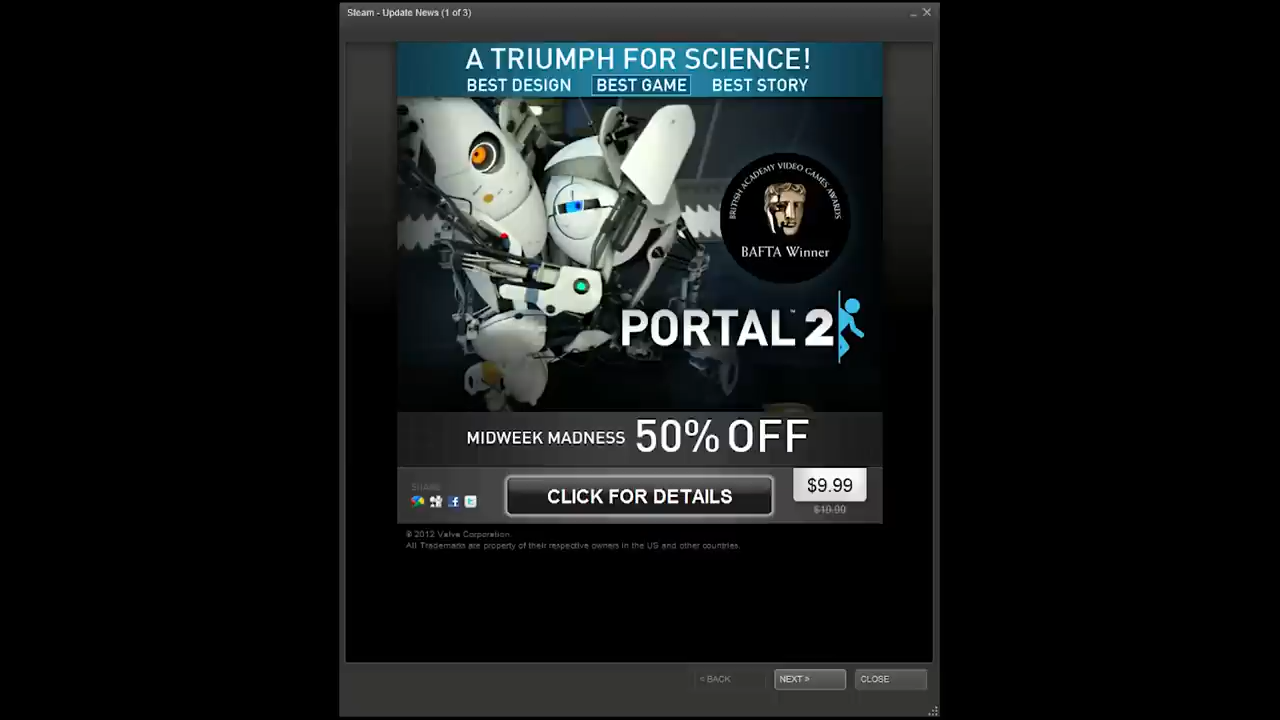 Steam - Update News (1 of 3)
A TRIUMPH FOR SCIENCE!
BEST DESIGN BEST GAME BEST STORY
BRITISH ACADEMY VIDEO GAMES AWARDS
BAFTA Winner
PORTAL™ 2
MIDWEEK MADNESS 50% OFF
SHARE
CLICK FOR DETAILS
$9.99
$19.99
© 2012 Valve Corporation.
All Trademarks are property of their respective owners in the US and other countries.
< BACK NEXT » CLOSE